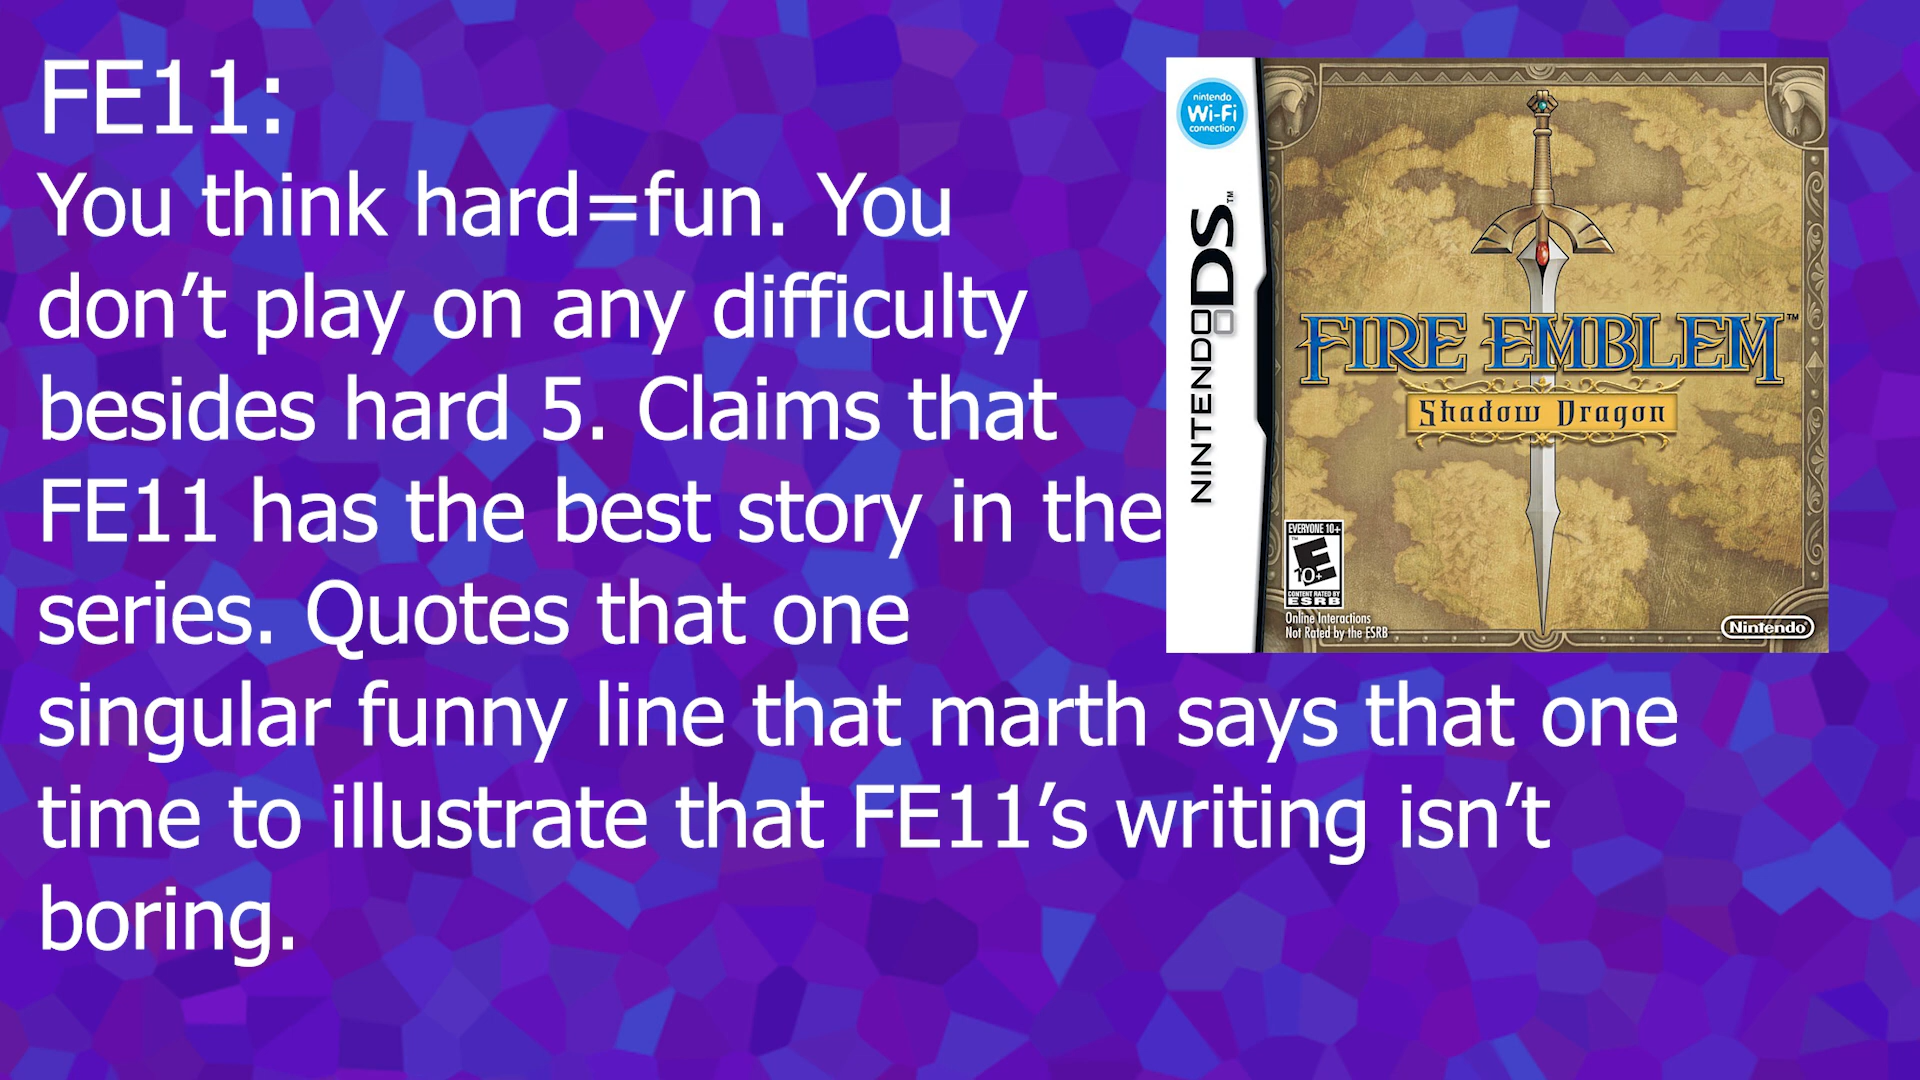 FE11:
You think hard=fun. You
don’t play on any difficulty
besides hard 5. Claims that
FE11 has the best story in the
series. Quotes that one
singular funny line that marth says that one
time to illustrate that FE11’s writing isn’t
boring.
nintendo
Wi-Fi
connection
NINTENDO DS™
FIRE EMBLEM™
Shadow Dragon
EVERYONE 10+
E
10+
CONTENT RATED BY
ESRB
Online Interactions
Not Rated by the ESRB
Nintendo